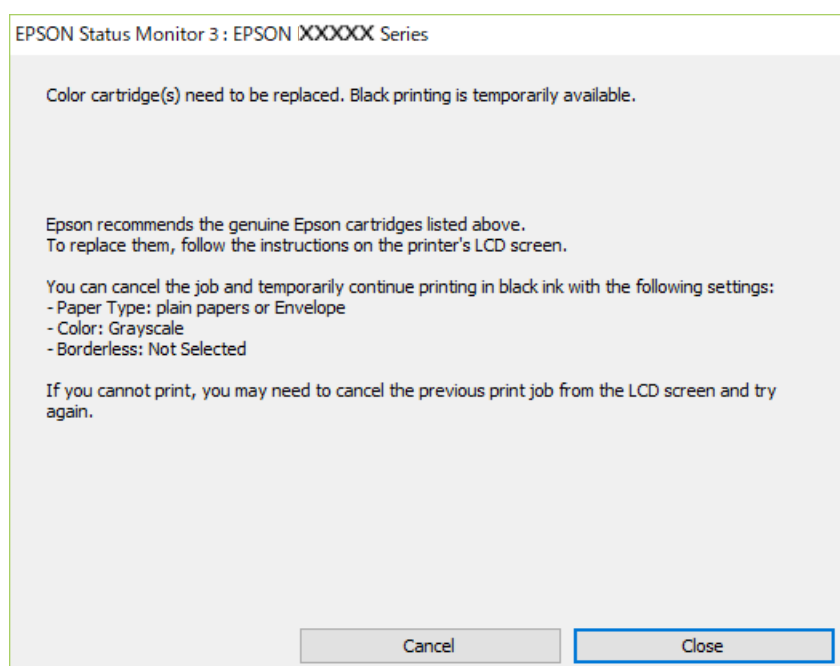 EPSON Status Monitor 3 : EPSON XXXXX Series
Color cartridge(s) need to be replaced. Black printing is temporarily available.
Epson recommends the genuine Epson cartridges listed above.
To replace them, follow the instructions on the printer's LCD screen.
You can cancel the job and temporarily continue printing in black ink with the following settings:
- Paper Type: plain papers or Envelope
- Color: Grayscale
- Borderless: Not Selected
If you cannot print, you may need to cancel the previous print job from the LCD screen and try
again.
Cancel Close